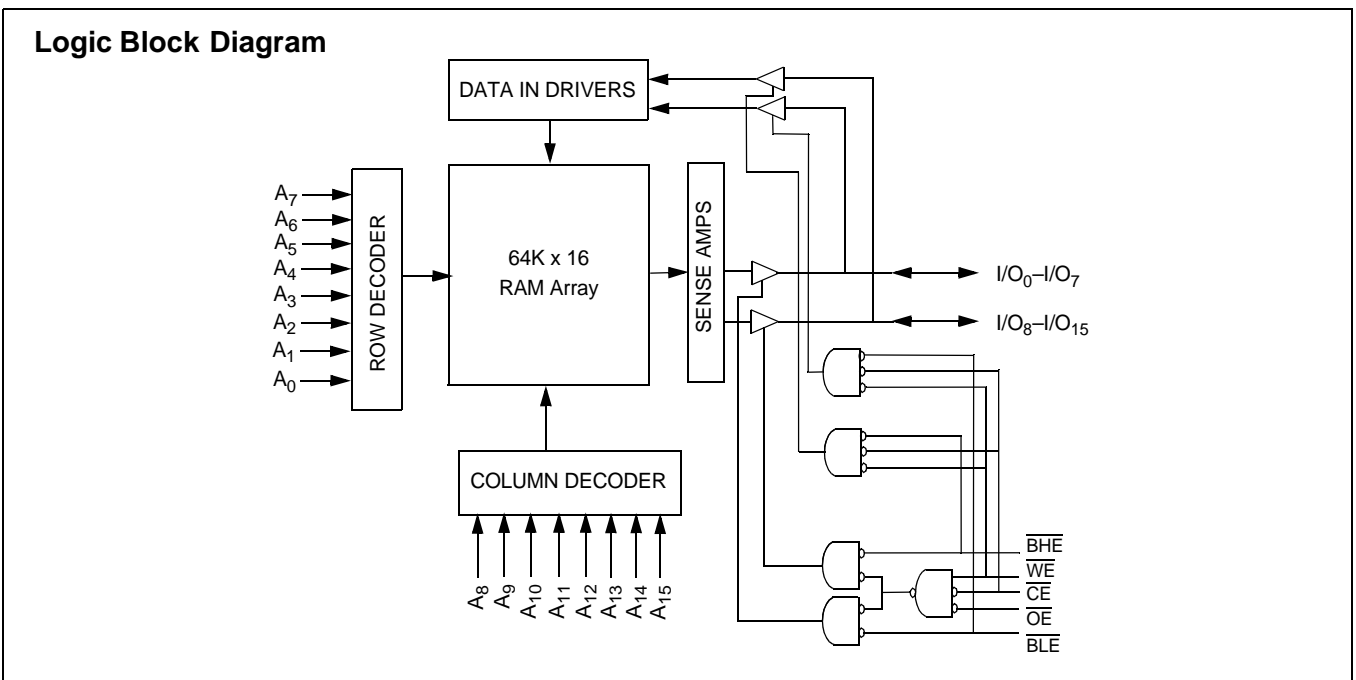 Logic Block Diagram
DATA IN DRIVERS
A7
A6
A5
A4
A3
A2
A1
A0
ROW DECODER
64K x 16
RAM Array
SENSE AMPS
I/O0–I/O7
I/O8–I/O15
COLUMN DECODER
A8
A9
A10
A11
A12
A13
A14
A15
BHE
WE
CE
OE
BLE